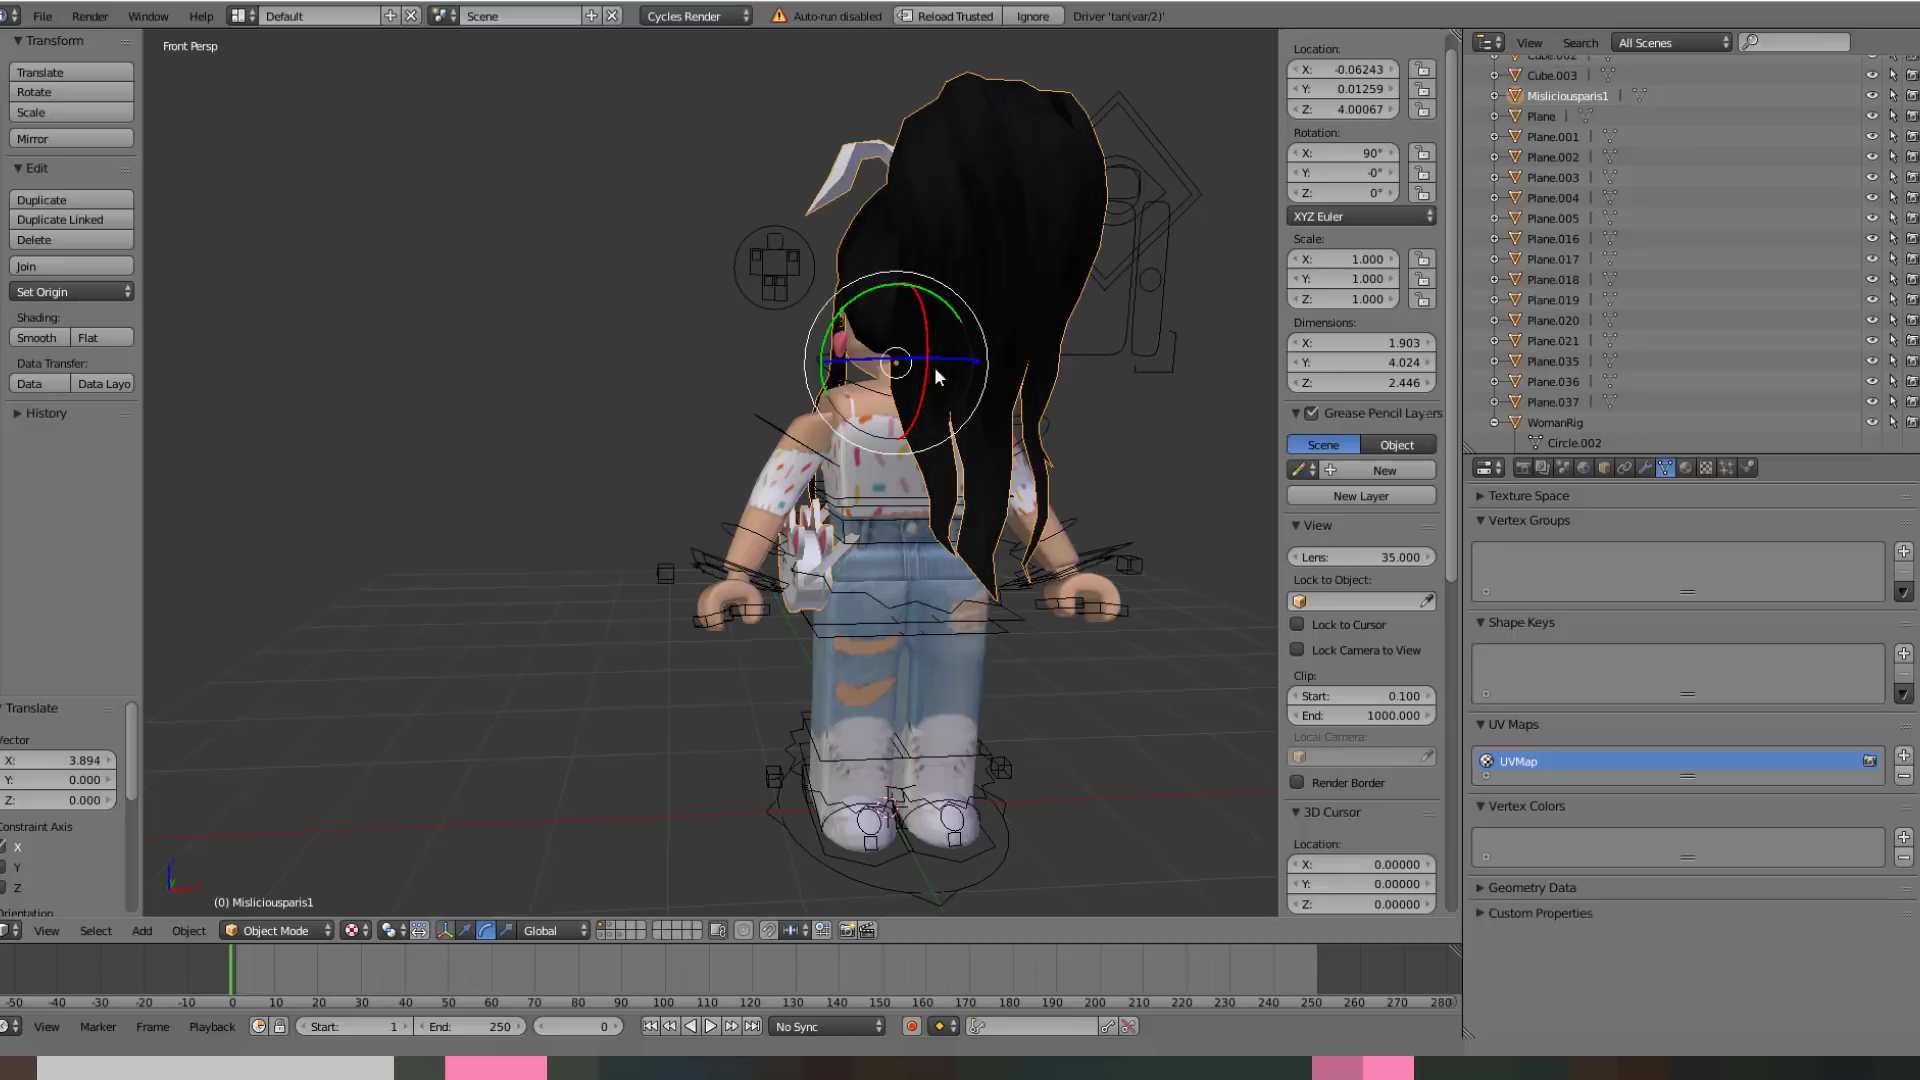 File Render Window Help Default Scene Cycles Render Auto-run disabled Reload Trusted Ignore Driver 'tan(var/2)'
Transform
Translate
Rotate
Scale
Mirror
Edit
Duplicate
Duplicate Linked
Delete
Join
Set Origin
Shading:
Smooth Flat
Data Transfer:
Data Data Layo
History
Translate
Vector
X: 3.894
Y: 0.000
Z: 0.000
Constraint Axis
X
Y
Z
Orientation
Front Persp
(0) Misliciousparis1
Location:
X: -0.06243
Y: 0.01259
Z: 4.00067
Rotation:
X: 90°
Y: -0°
Z: 0°
XYZ Euler
Scale:
X: 1.000
Y: 1.000
Z: 1.000
Dimensions:
X: 1.903
Y: 4.024
Z: 2.446
Grease Pencil Layers
Scene Object
New
New Layer
View
Lens: 35.000
Lock to Object:
Lock to Cursor
Lock Camera to View
Clip:
Start: 0.100
End: 1000.000
Local Camera:
Render Border
3D Cursor
Location:
X: 0.00000
Y: 0.00000
Z: 0.00000
View Search All Scenes
Cube.002
Cube.003
Misliciousparis1
Plane
Plane.001
Plane.002
Plane.003
Plane.004
Plane.005
Plane.016
Plane.017
Plane.018
Plane.019
Plane.020
Plane.021
Plane.035
Plane.036
Plane.037
WomanRig
Circle.002
Texture Space
Vertex Groups
Shape Keys
UV Maps
UVMap
Vertex Colors
Geometry Data
Custom Properties
View Select Add Object Object Mode Global
-50 -40 -30 -20 -10 0 10 20 30 40 50 60 70 80 90 100 110 120 130 140 150 160 170 180 190 200 210 220 230 240 250 260 270 280
View Marker Frame Playback Start: 1 End: 250 0 No Sync